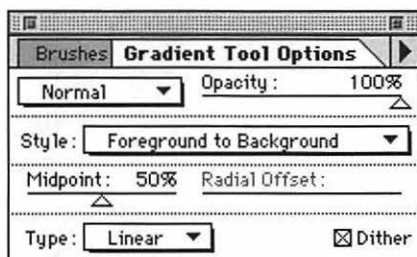 Brushes Gradient Tool Options
Normal Opacity: 100%
Style: Foreground to Background
Midpoint: 50% Radial Offset:
Type: Linear Dither